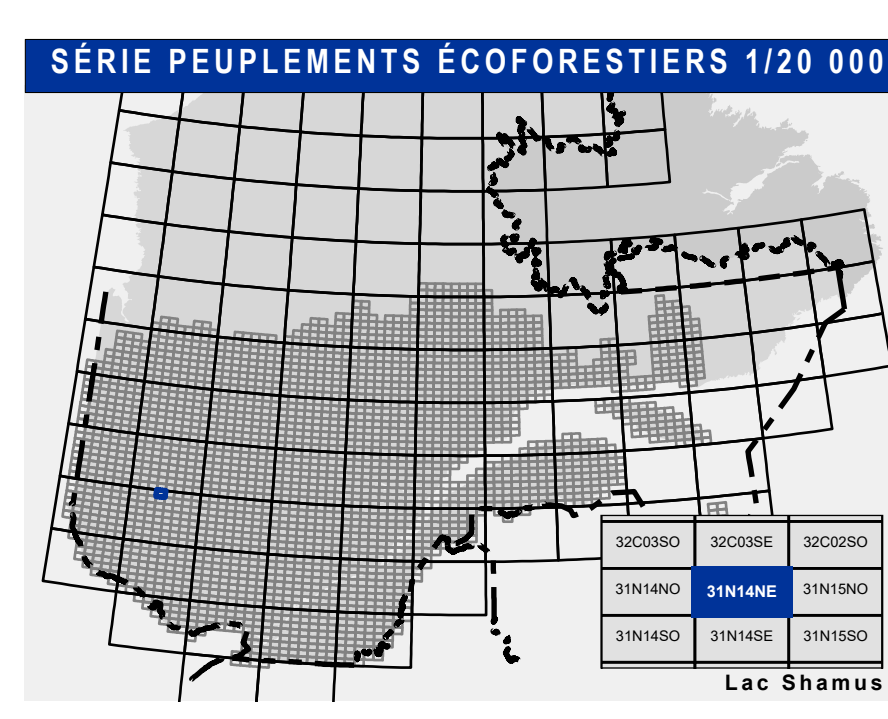 SÉRIE PEUPLEMENTS ÉCOFORESTIERS 1/20 000
32C03SO 32C03SE 32C02SO
31N14NO 31N14NE 31N15NO
31N14SO 31N14SE 31N15SO
Lac Shamus